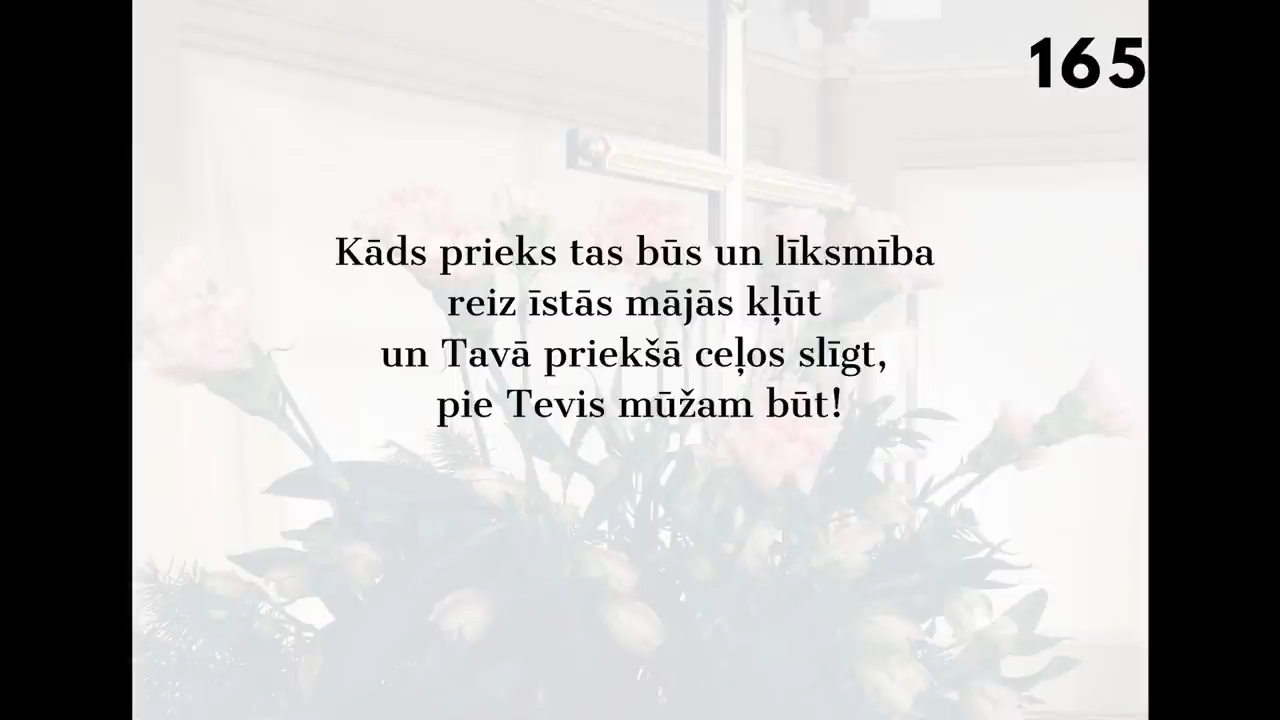 165
Kāds prieks tas būs un līksmība
reiz īstās mājās kļūt
un Tavā priekšā ceļos slīgt,
pie Tevis mūžam būt!